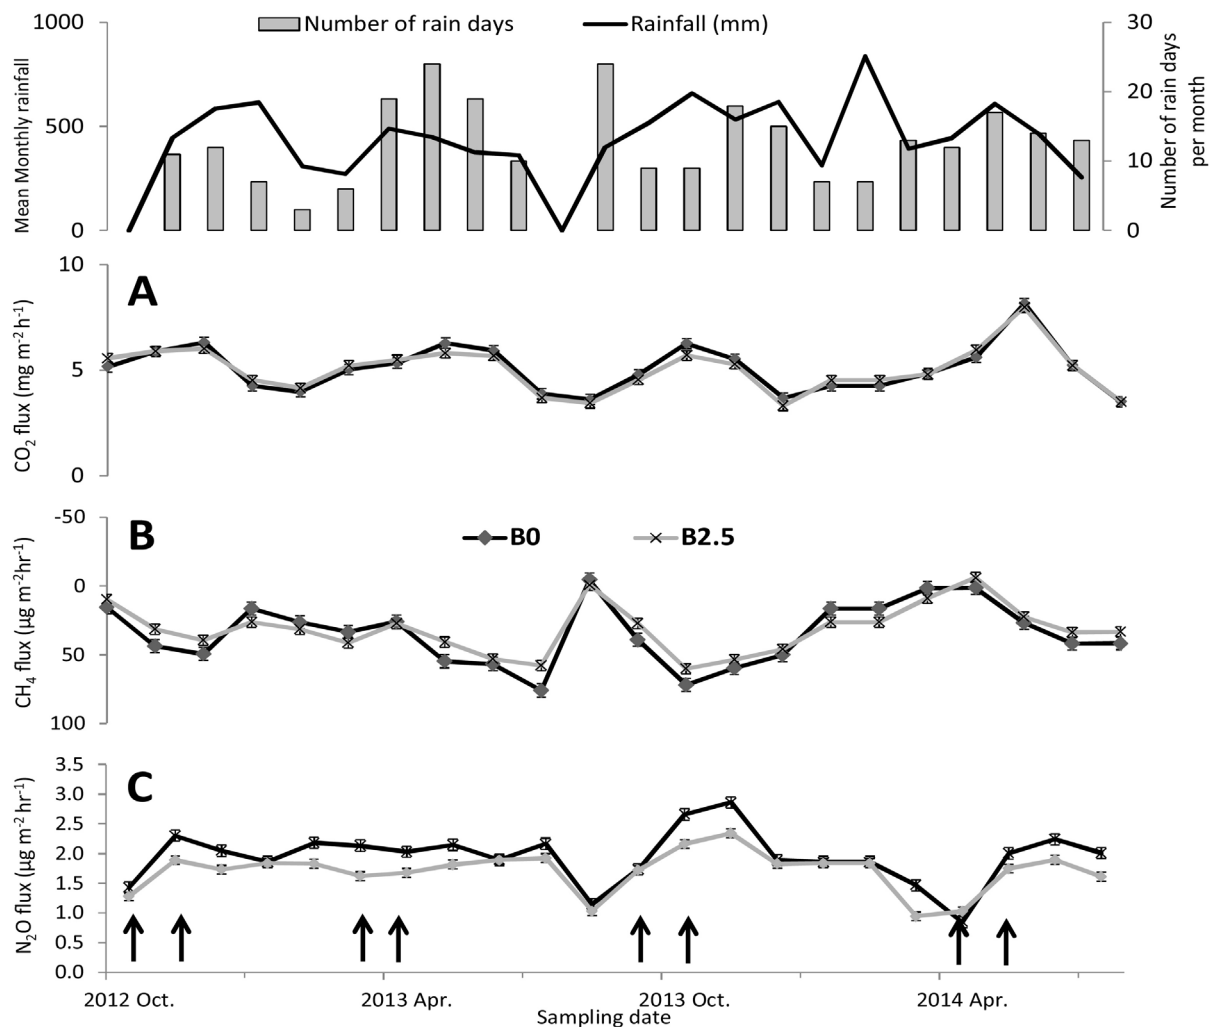 Number of rain days
Rainfall (mm)
Mean Monthly rainfall
1000
500
0
30
20
10
0
Number of rain days
per month
A
CO2 flux (mg m-2 h-1)
10
5
0
B
B0
B2.5
CH4 flux (µg m-2hr-1)
-50
0
50
100
C
N2O flux (µg m-2 hr-1)
3.5
3.0
2.5
2.0
1.5
1.0
0.5
0.0
2012 Oct.
2013 Apr.
2013 Oct.
2014 Apr.
Sampling date